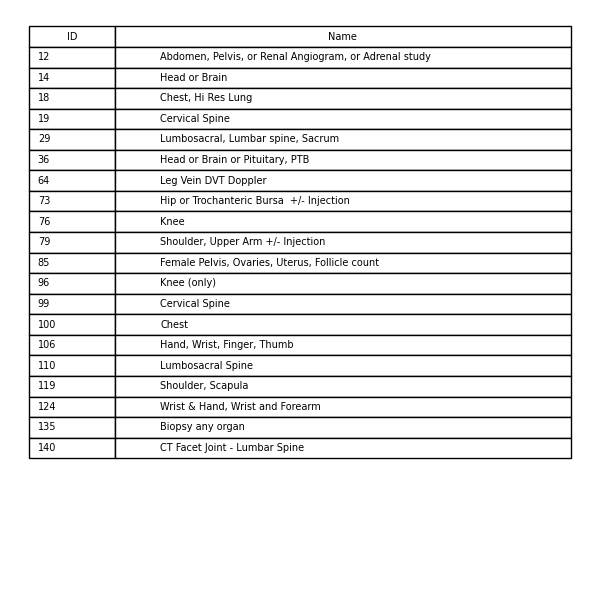 ID Name
12 Abdomen, Pelvis, or Renal Angiogram, or Adrenal study
14 Head or Brain
18 Chest, Hi Res Lung
19 Cervical Spine
29 Lumbosacral, Lumbar spine, Sacrum
36 Head or Brain or Pituitary, PTB
64 Leg Vein DVT Doppler
73 Hip or Trochanteric Bursa  +/- Injection
76 Knee
79 Shoulder, Upper Arm +/- Injection
85 Female Pelvis, Ovaries, Uterus, Follicle count
96 Knee (only)
99 Cervical Spine
100 Chest
106 Hand, Wrist, Finger, Thumb
110 Lumbosacral Spine
119 Shoulder, Scapula
124 Wrist & Hand, Wrist and Forearm
135 Biopsy any organ
140 CT Facet Joint - Lumbar Spine